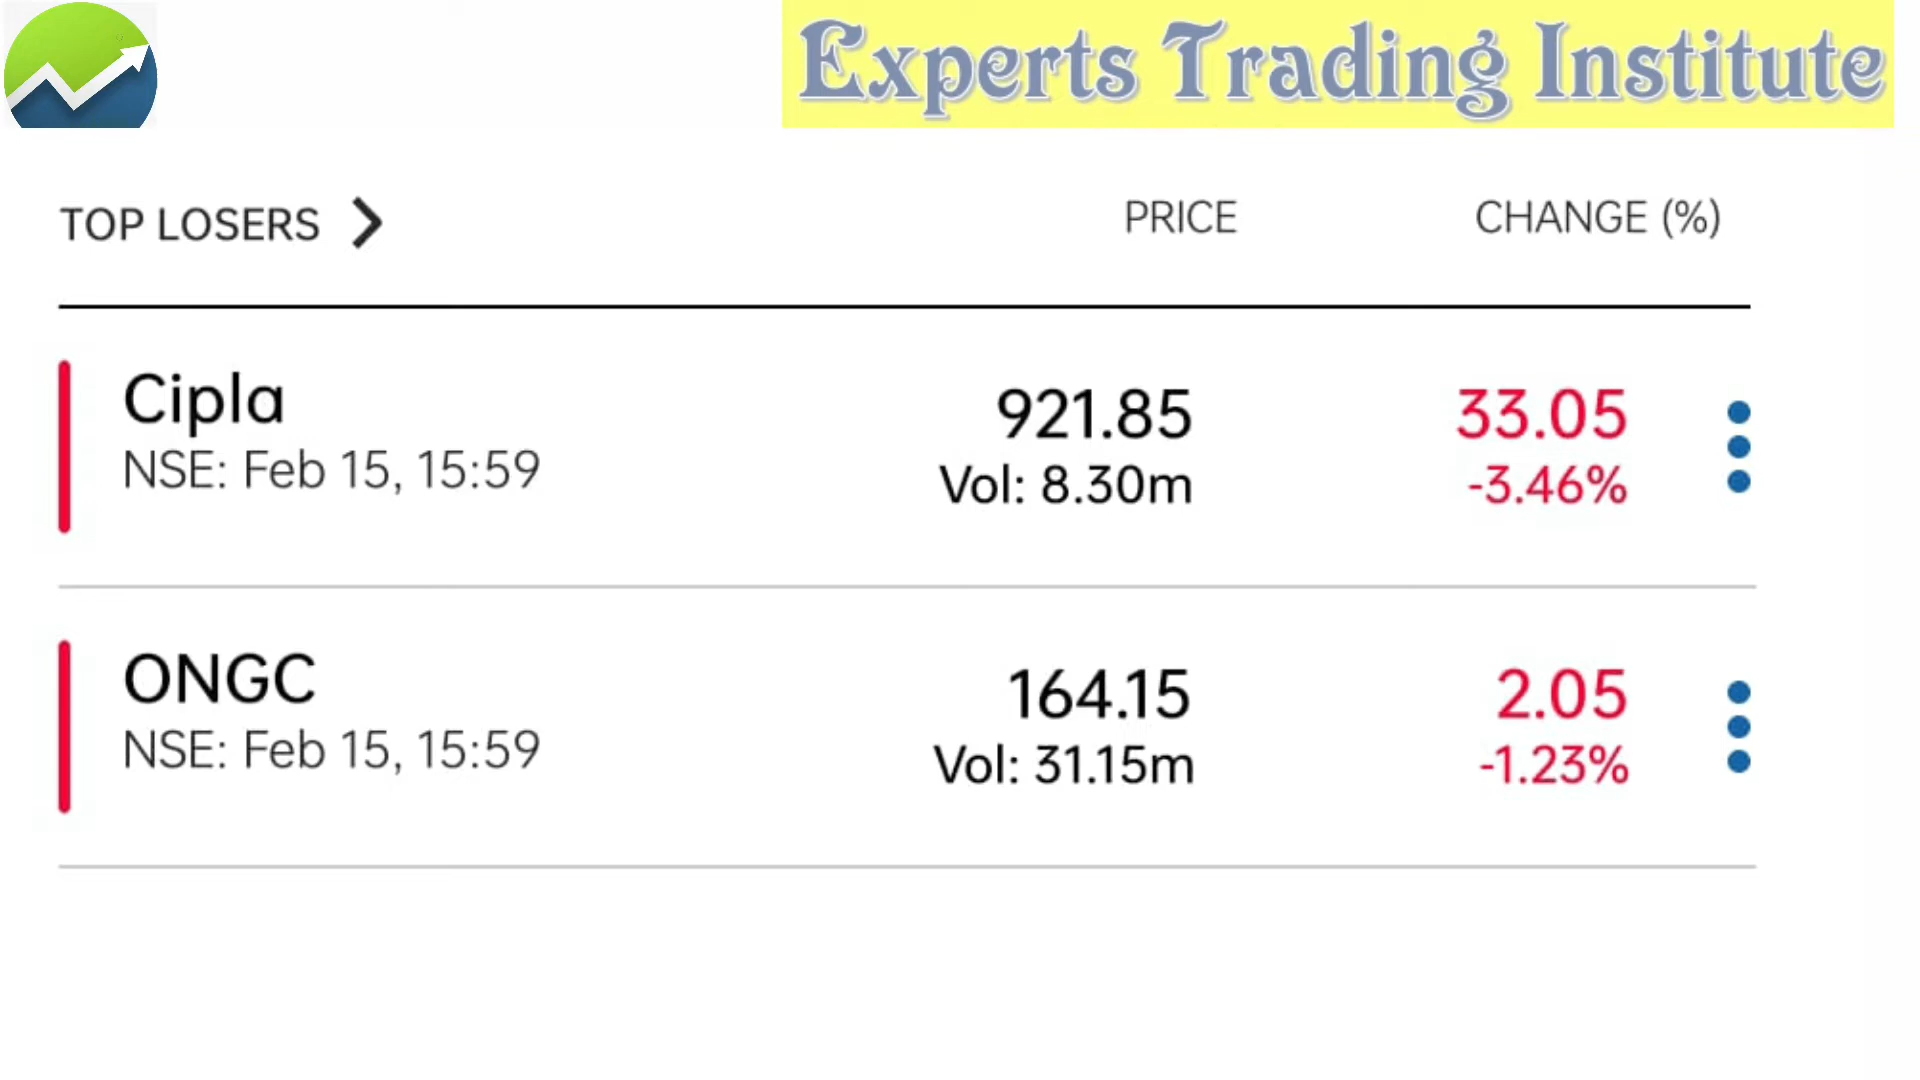 Experts Trading Institute
TOP LOSERS PRICE CHANGE (%)
Cipla 921.85 33.05
NSE: Feb 15, 15:59 Vol: 8.30m -3.46%
ONGC 164.15 2.05
NSE: Feb 15, 15:59 Vol: 31.15m -1.23%